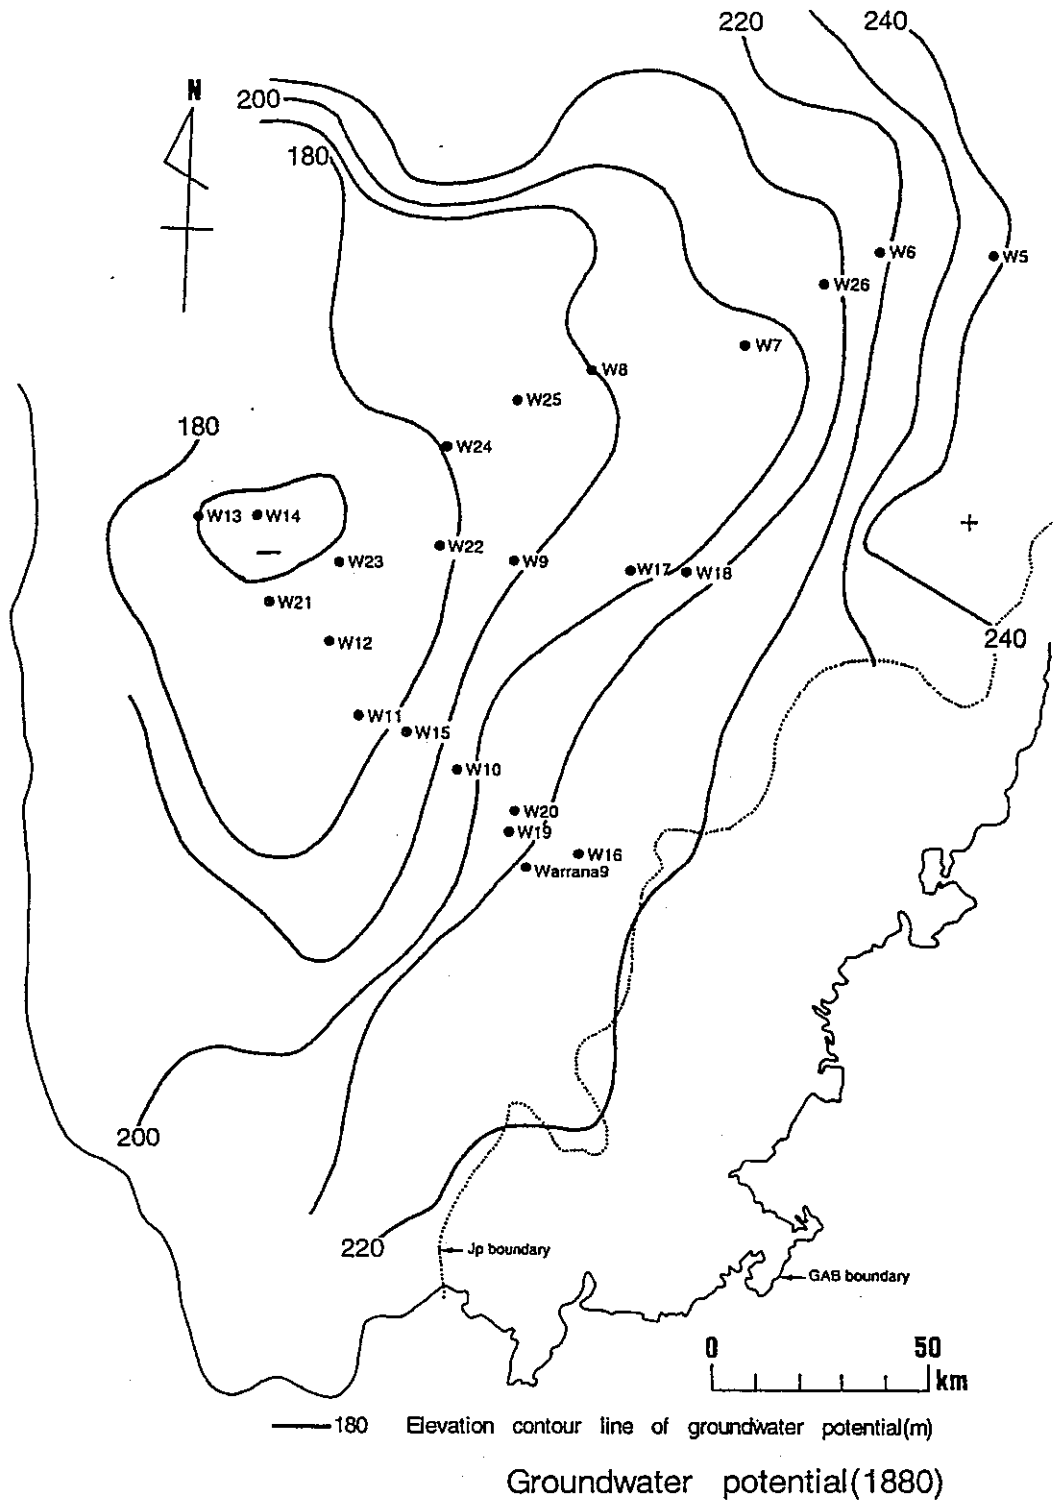 220
240
N
200
180
W6
W5
W26
W7
W8
W25
180
W24
W13
W14
W22
W9
W23
W17
W18
W21
W12
240
W11
W15
W10
W20
W19
W16
Warrana9
200
220
Jp boundary
GAB boundary
0 50
km
180 Elevation contour line of groundwater potential(m)
Groundwater potential(1880)